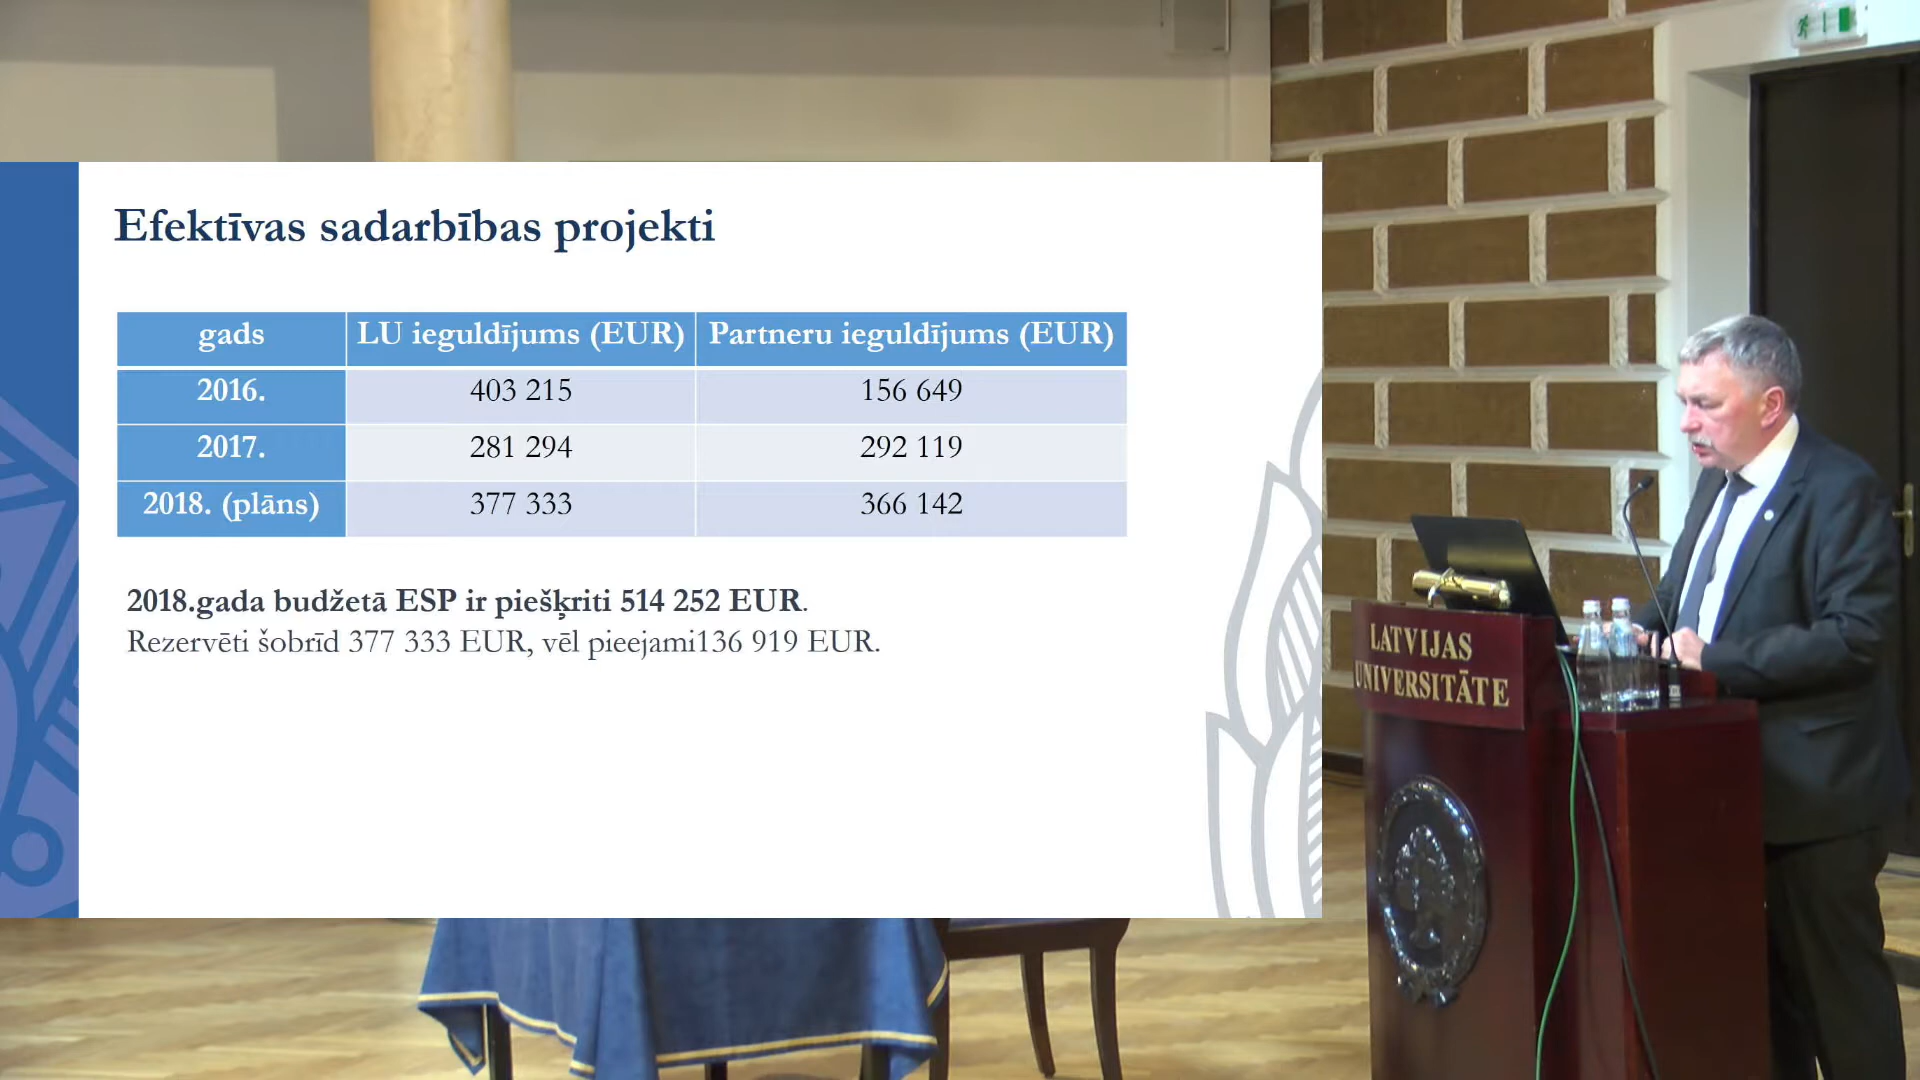 Efektīvas sadarbības projekti
gads LU ieguldījums (EUR) Partneru ieguldījums (EUR)
2016. 403 215 156 649
2017. 281 294 292 119
2018. (plāns) 377 333 366 142
2018.gada budžetā ESP ir piešķriti 514 252 EUR.
Rezervēti šobrīd 377 333 EUR, vēl pieejami136 919 EUR.
LATVIJAS
UNIVERSITĀTE